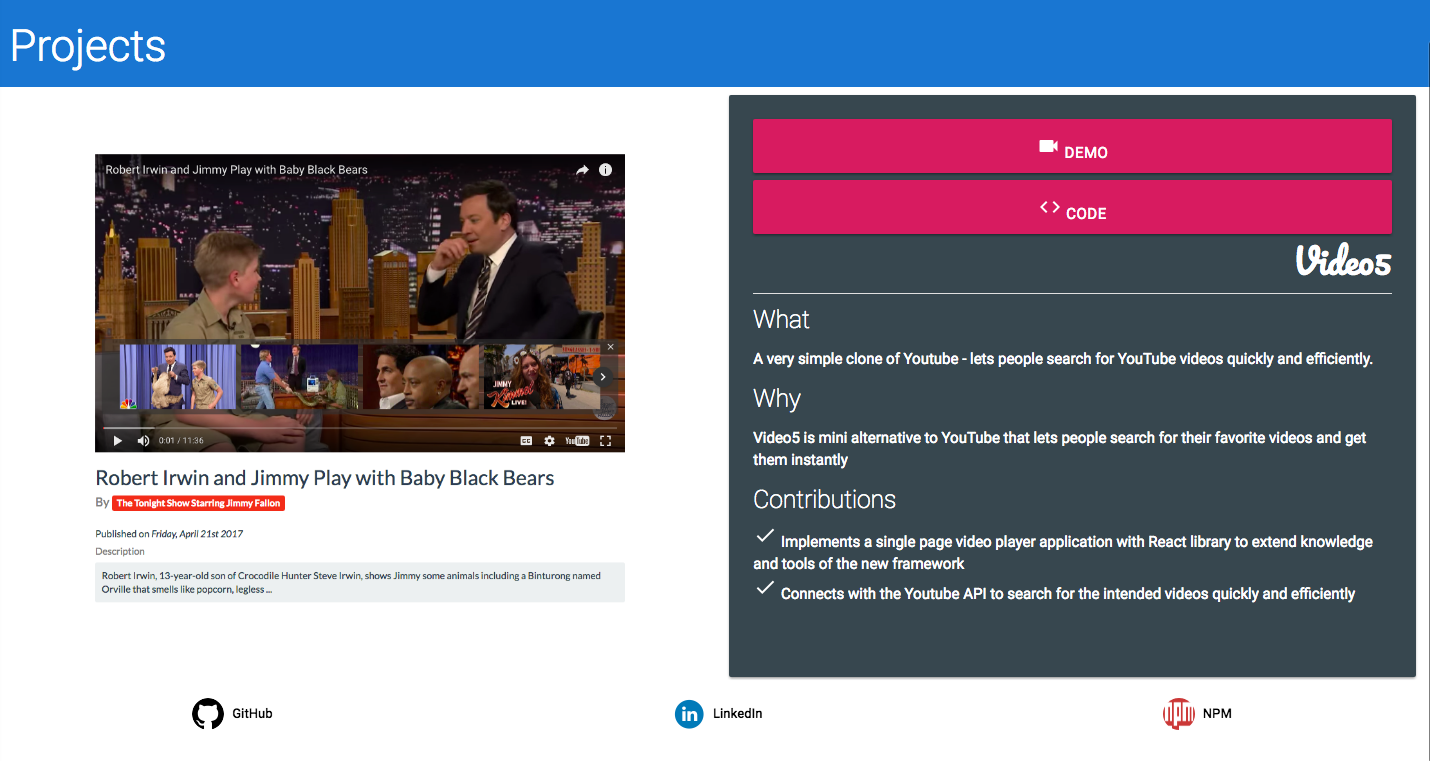 Projects
Robert Irwin and Jimmy Play with Baby Black Bears
JIMMY
KIMMEL
LIVE!
0:01 / 11:36
CC
YouTube
Robert Irwin and Jimmy Play with Baby Black Bears
By The Tonight Show Starring Jimmy Fallon
Published on Friday, April 21st 2017
Description
Robert Irwin, 13-year-old son of Crocodile Hunter Steve Irwin, shows Jimmy some animals including a Binturong named
Orville that smells like popcorn, legless ...
DEMO
CODE
Video5
What
A very simple clone of Youtube - lets people search for YouTube videos quickly and efficiently.
Why
Video5 is mini alternative to YouTube that lets people search for their favorite videos and get
them instantly
Contributions
Implements a single page video player application with React library to extend knowledge
and tools of the new framework
Connects with the Youtube API to search for the intended videos quickly and efficiently
GitHub
in LinkedIn
npm NPM